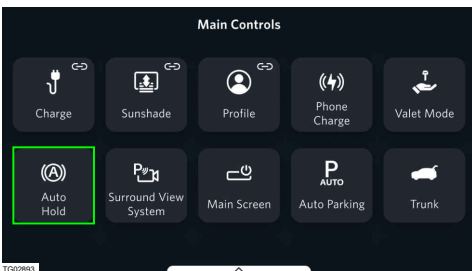 Main Controls
Charge
Sunshade
Profile
Phone
Charge
Valet Mode
(A)
Auto
Hold
P
Surround View
System
Main Screen
P
AUTO
Auto Parking
Trunk
TG02893